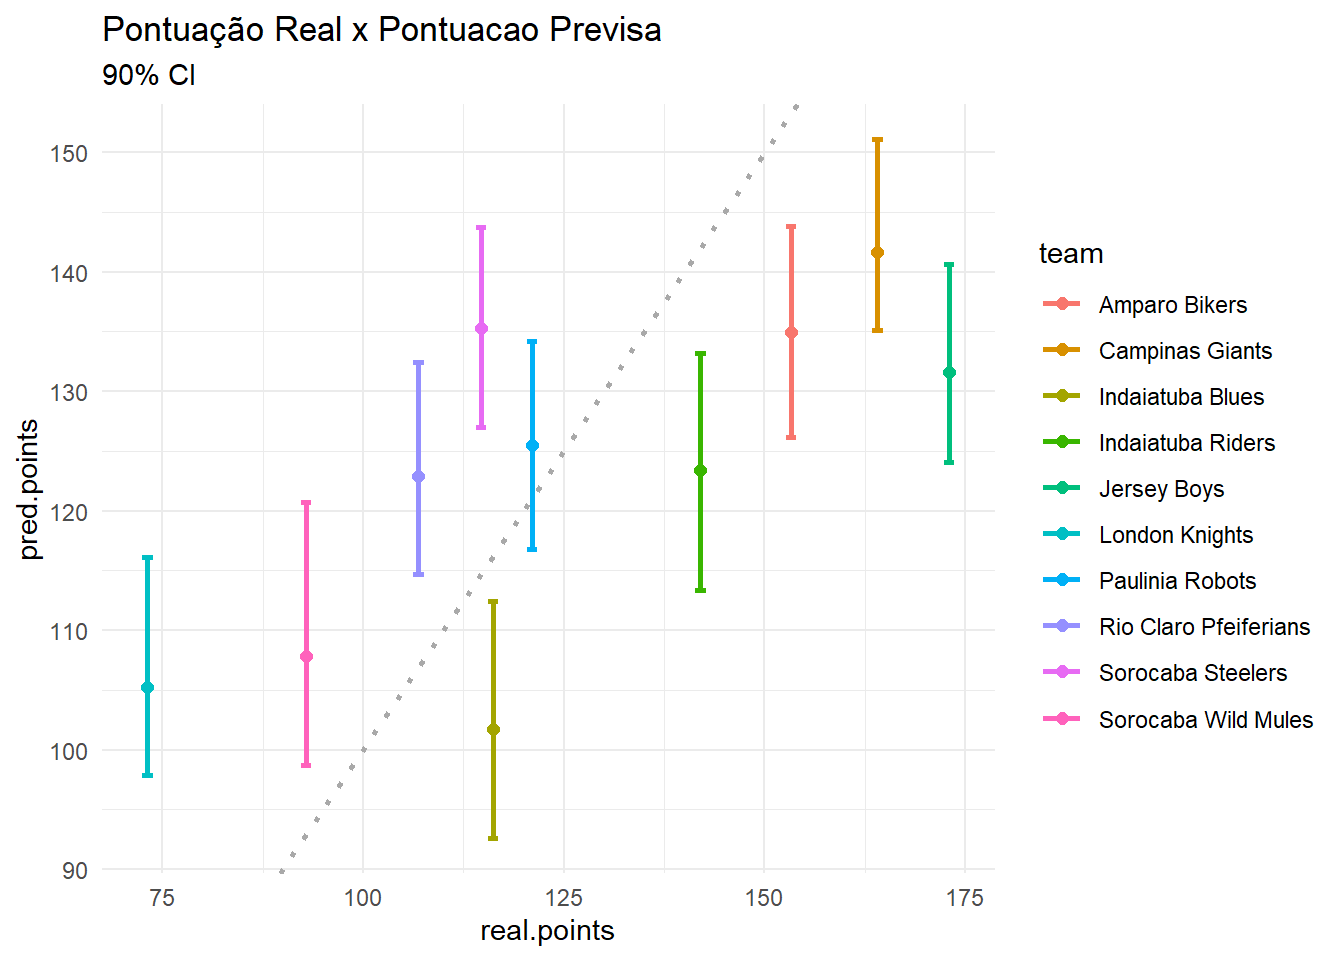 Pontuação Real x Pontuacao Previsa
90% CI
150
140
130
120
110
100
90
pred.points
75
100
125
150
175
real.points
team
Amparo Bikers
Campinas Giants
Indaiatuba Blues
Indaiatuba Riders
Jersey Boys
London Knights
Paulinia Robots
Rio Claro Pfeiferians
Sorocaba Steelers
Sorocaba Wild Mules